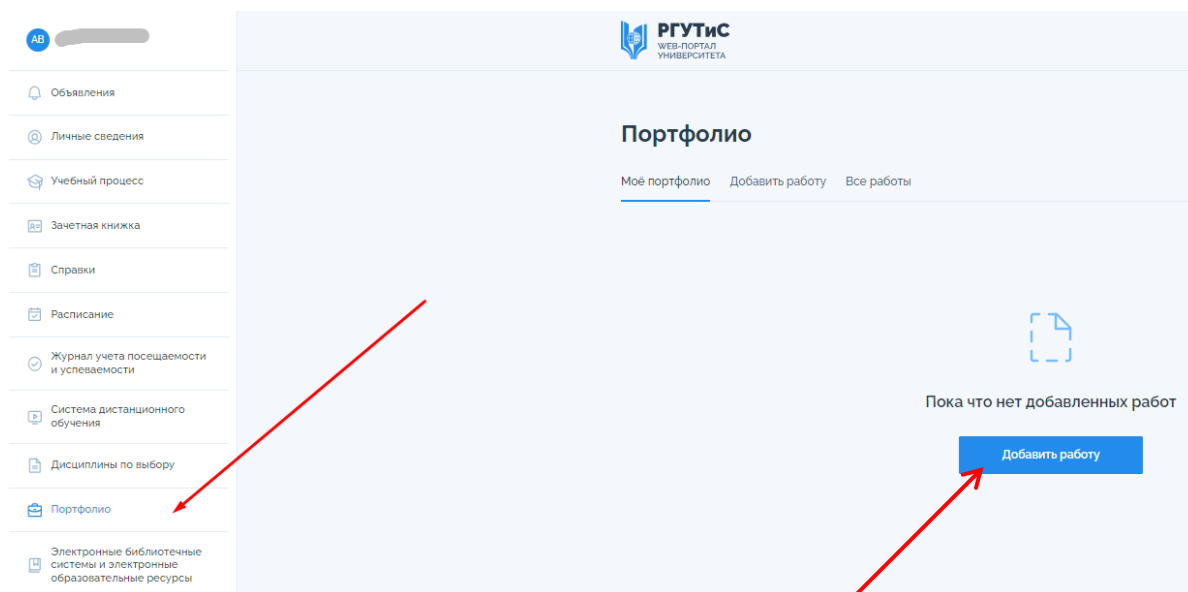 АВ
Объявления
Личные сведения
Учебный процесс
Зачетная книжка
Справки
Расписание
Журнал учета посещаемости
и успеваемости
Система дистанционного
обучения
Дисциплины по выбору
Портфолио
Электронные библиотечные
системы и электронные
образовательные ресурсы
РГУТиС
WEB-ПОРТАЛ
УНИВЕРСИТЕТА
Портфолио
Моё портфолио Добавить работу Все работы
Пока что нет добавленных работ
Добавить работу